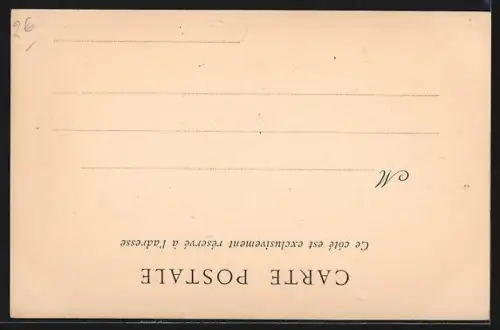 CARTE POSTALE
Ce côté est exclusivement réservé à l'adresse
M
26